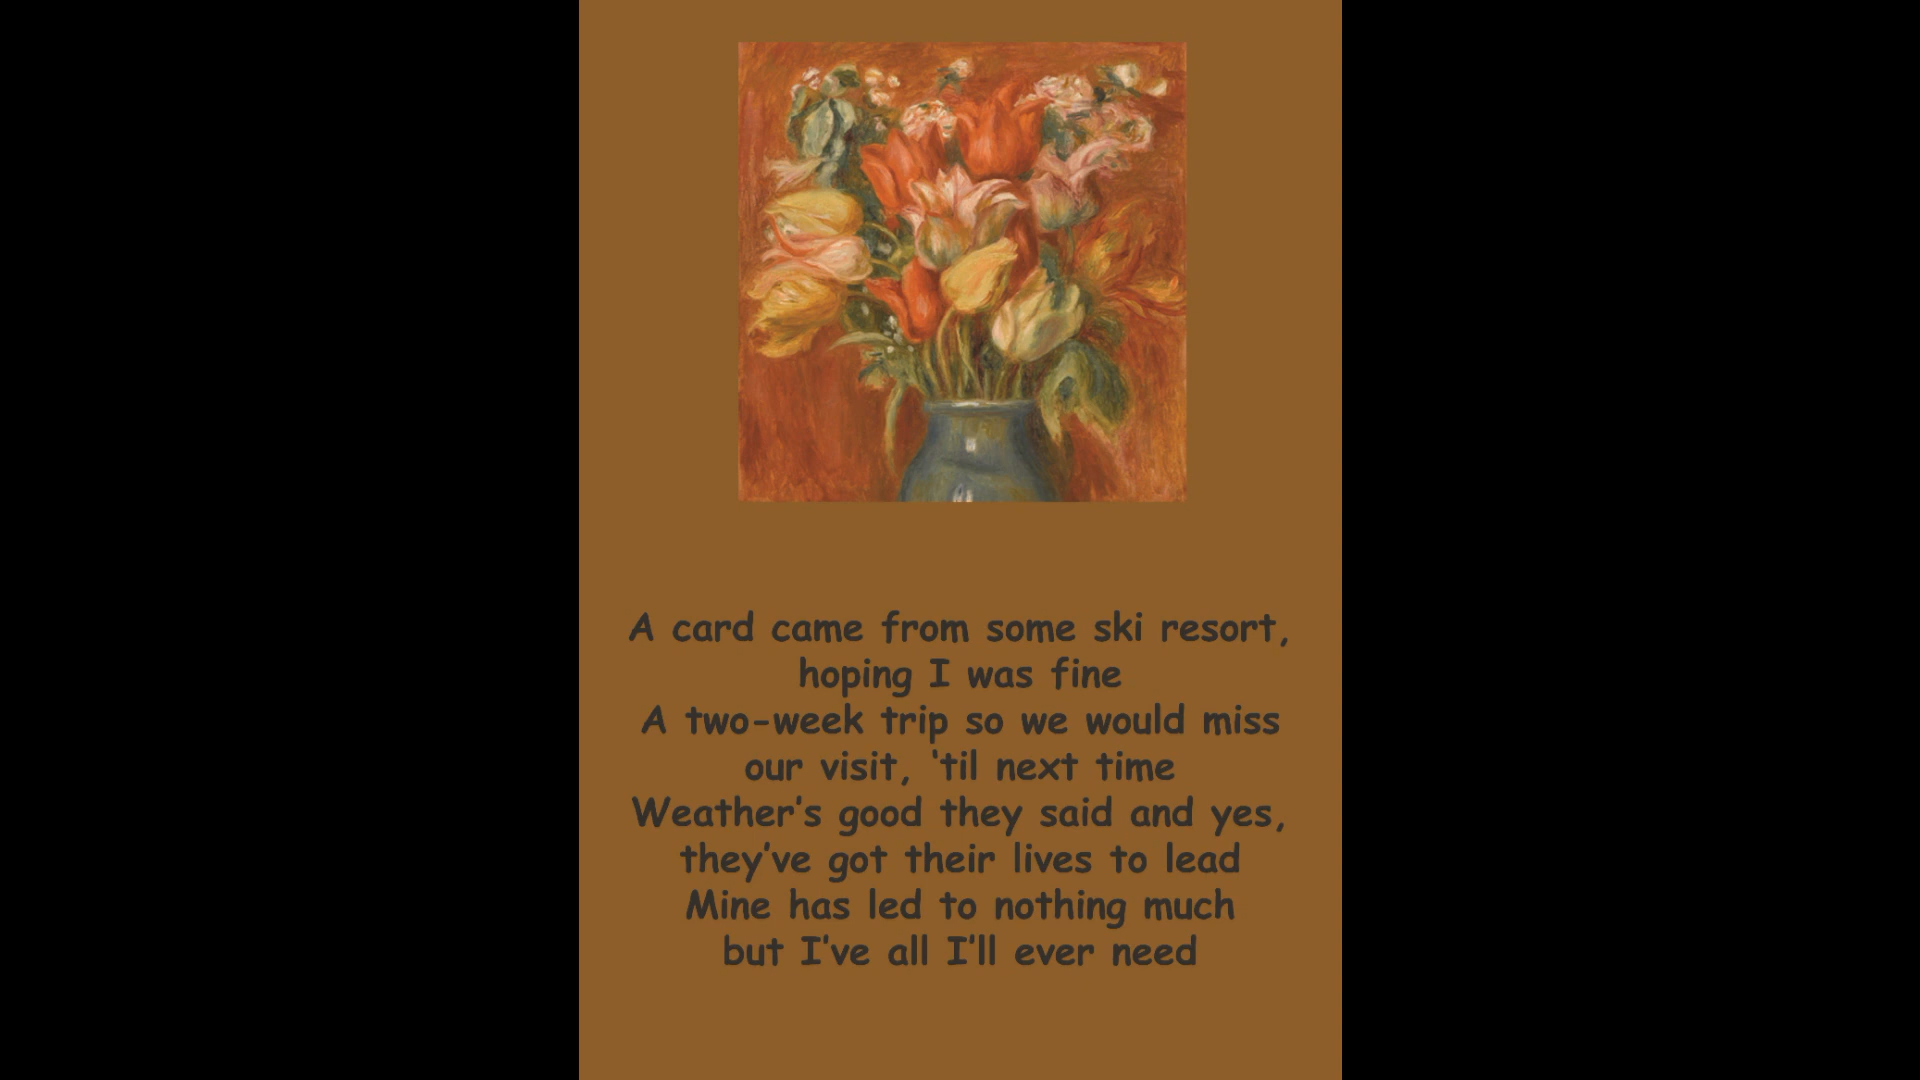 A card came from some ski resort,
hoping I was fine
A two-week trip so we would miss
our visit, ‘til next time
Weather’s good they said and yes,
they’ve got their lives to lead
Mine has led to nothing much
but I’ve all I’ll ever need